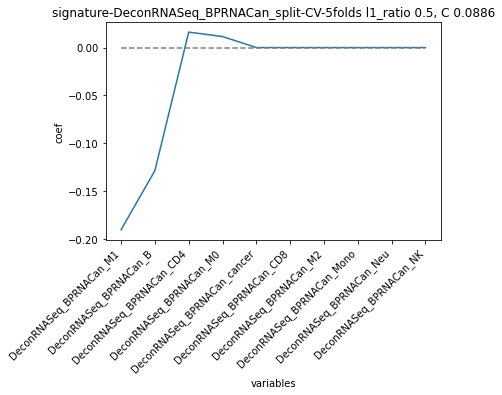 signature-DeconRNASeq_BPRNACan_split-CV-5folds l1_ratio 0.5, C 0.0886
0.00
−0.05
−0.10
−0.15
−0.20
coef
DeconRNASeq_BPRNACan_M1
DeconRNASeq_BPRNACan_B
DeconRNASeq_BPRNACan_CD4
DeconRNASeq_BPRNACan_M0
DeconRNASeq_BPRNACan_cancer
DeconRNASeq_BPRNACan_CD8
DeconRNASeq_BPRNACan_M2
DeconRNASeq_BPRNACan_Mono
DeconRNASeq_BPRNACan_Neu
DeconRNASeq_BPRNACan_NK
variables